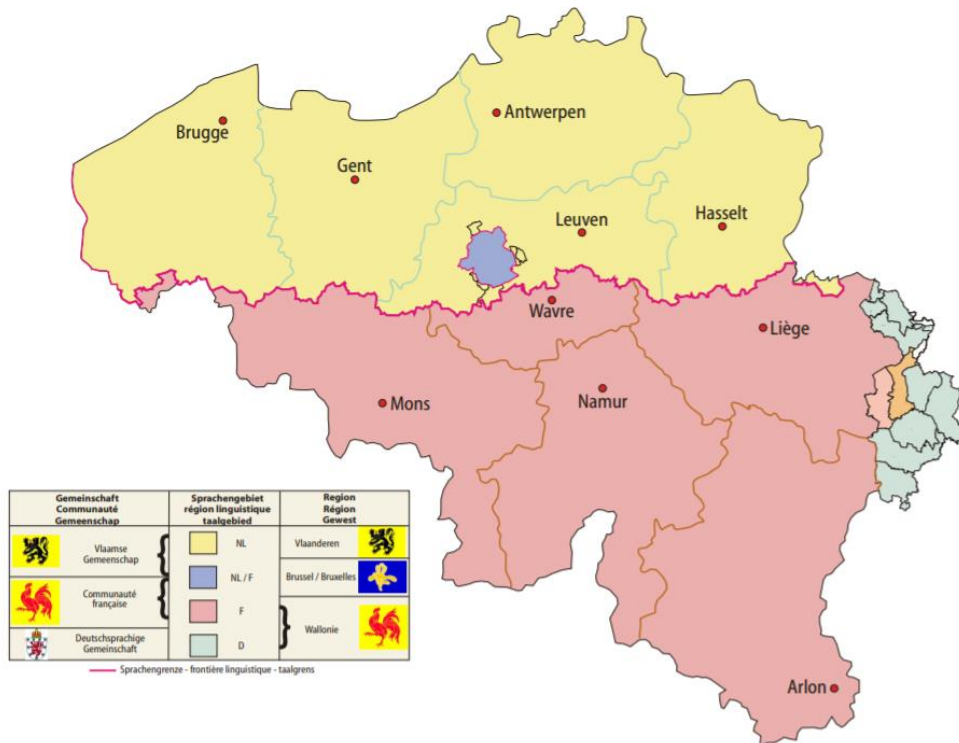 Brugge
Antwerpen
Gent
Leuven
Hasselt
Wavre
Liège
Mons
Namur
Arlon
Gemeinschaft
Communauté
Gemeenschap
Sprachengebiet
région linguistique
taalgebied
Region
Région
Gewest
Vlaamse
Gemeenschap
NL
Vlaanderen
NL / F
Brussel / Bruxelles
Communauté
française
F
Wallonie
Deutschsprachige
Gemeinschaft
D
Sprachengrenze - frontière linguistique - taalgrens